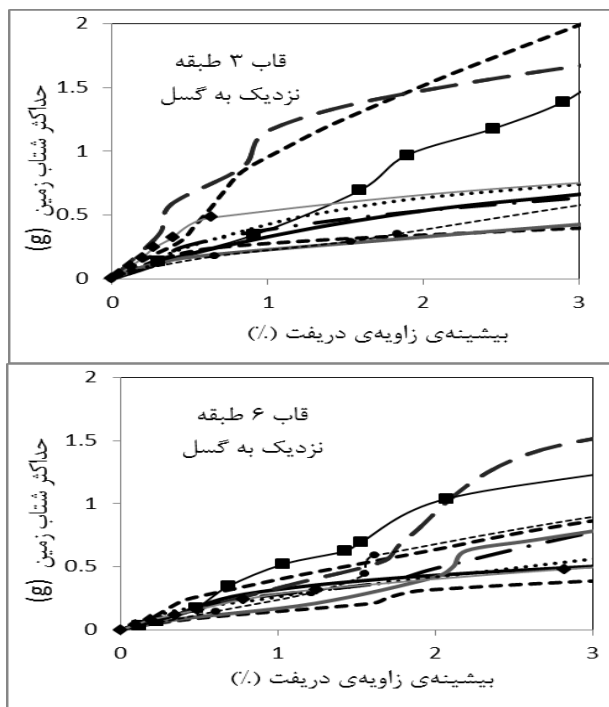 2
قاب ۳ طبقه
نزدیک به گسل
1.5
1
0.5
0
حداکثر شتاب زمین (g)
0 1 2 3
بیشینه‌ی زاویه‌ی دریفت (٪)
2
قاب ۶ طبقه
نزدیک به گسل
1.5
1
0.5
0
حداکثر شتاب زمین (g)
0 1 2 3
بیشینه‌ی زاویه‌ی دریفت (٪)